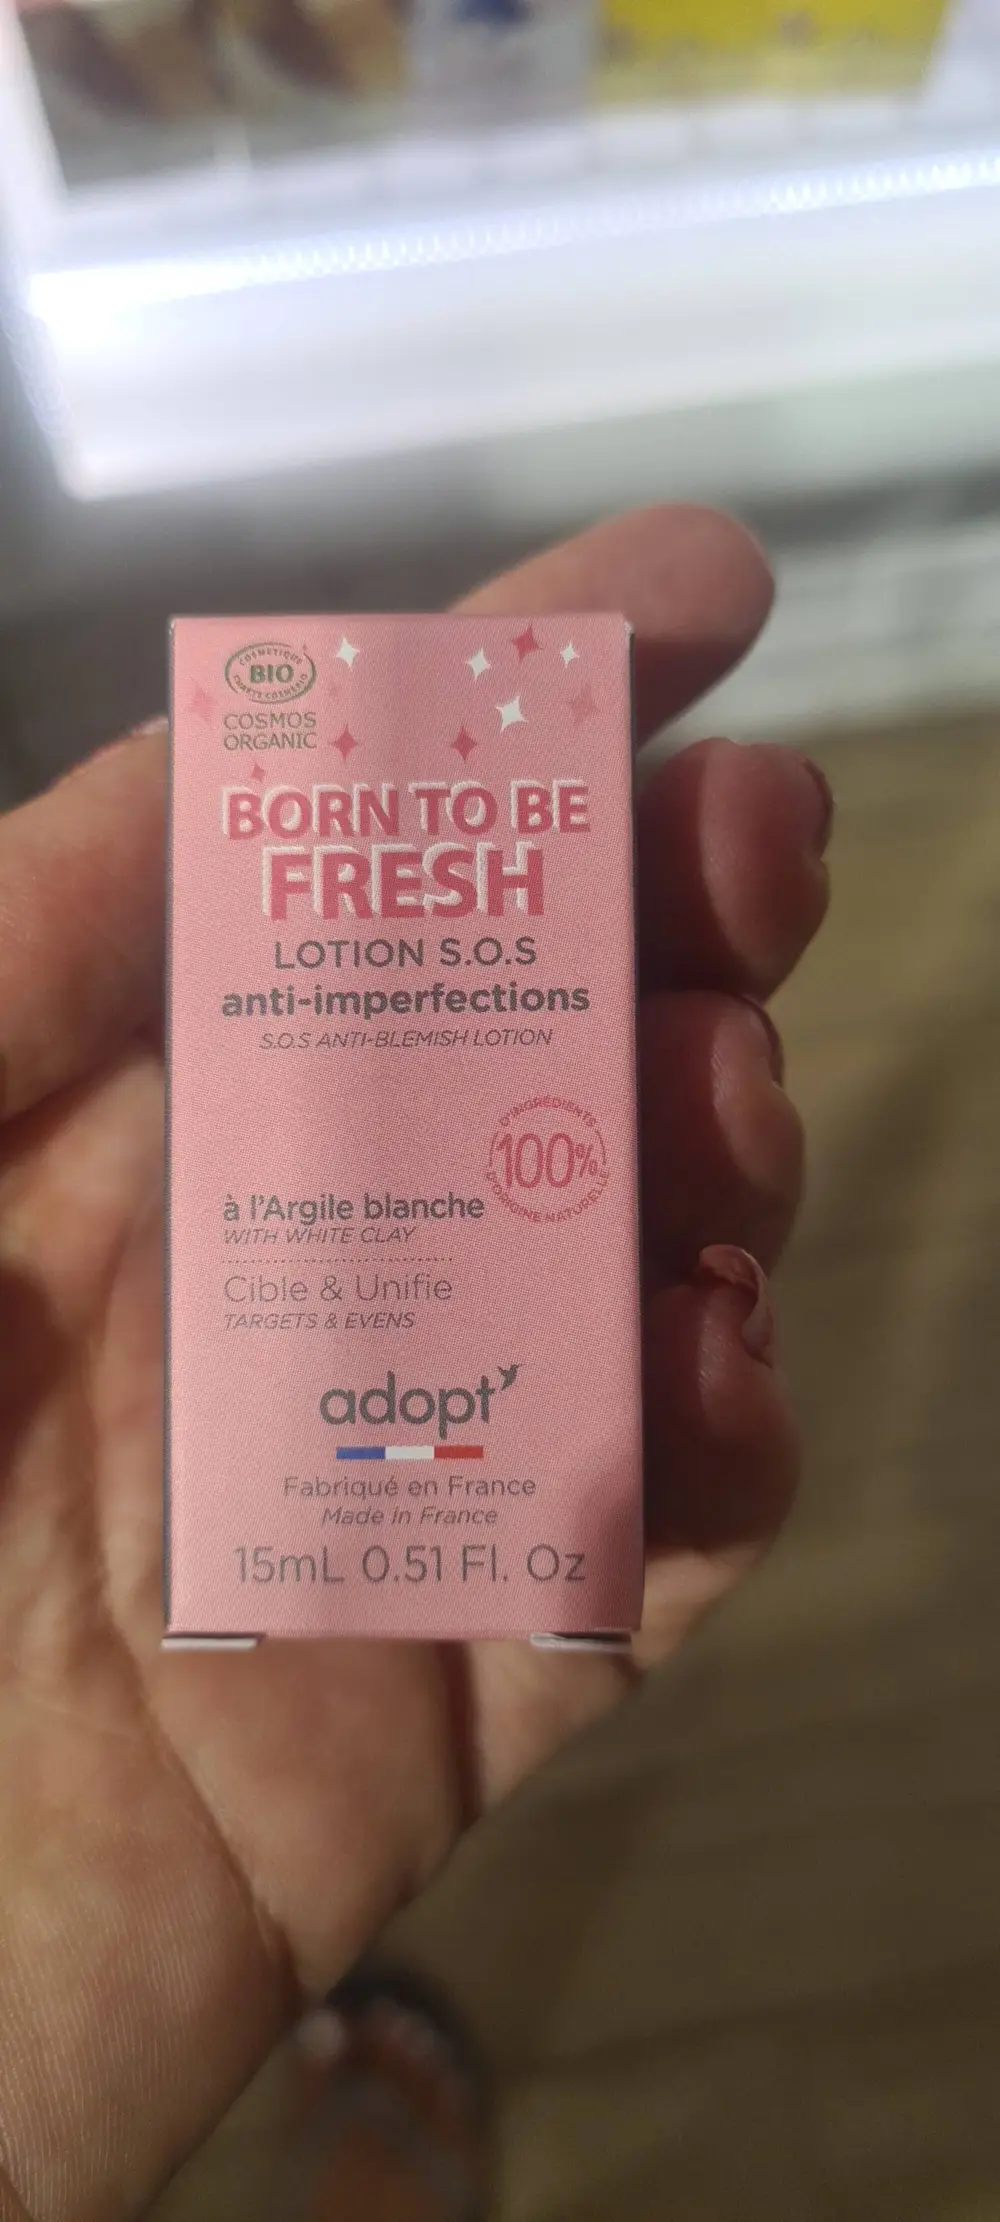 COSMÉTIQUE
BIO
CHARTE COSMÉBIO
COSMOS
ORGANIC
BORN TO BE
FRESH
LOTION S.O.S
anti-imperfections
S.O.S ANTI-BLEMISH LOTION
D'INGRÉDIENTS
100%
D'ORIGINE NATURELLE
à l'Argile blanche
WITH WHITE CLAY
Cible & Unifie
TARGETS & EVENS
adopt'
Fabriqué en France
Made in France
15mL 0.51 Fl. Oz